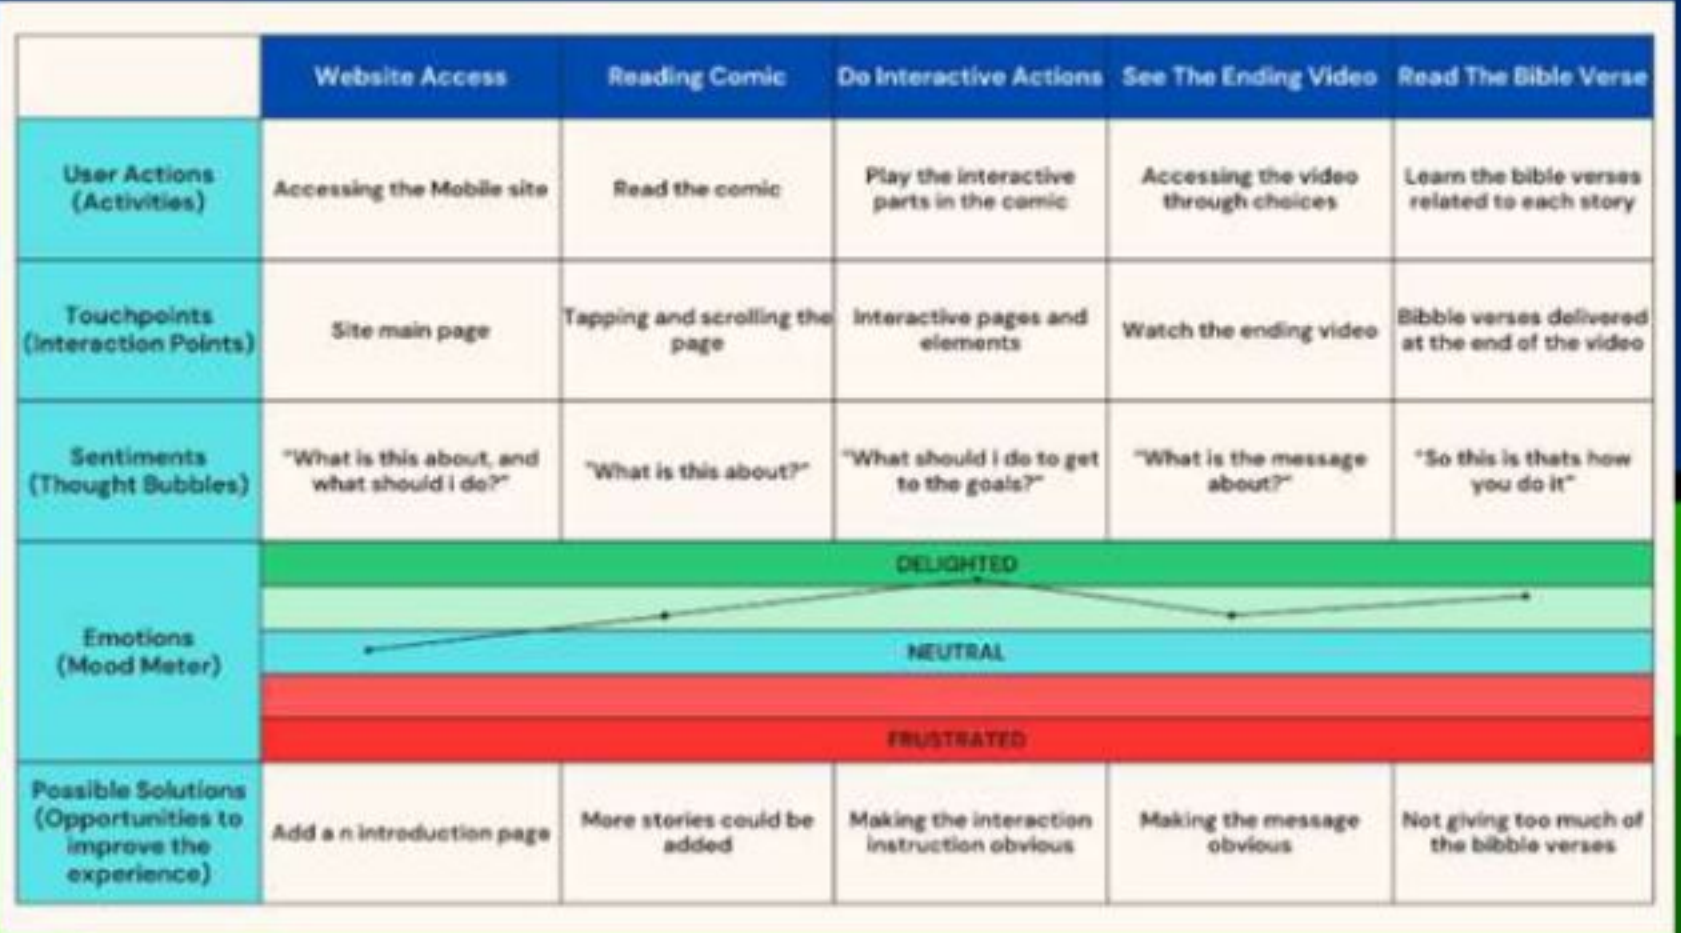 Website Access
Reading Comic
Do Interactive Actions
See The Ending Video
Read The Bible Verse
User Actions
(Activities)
Accessing the Mobile site
Read the comic
Play the interactive
parts in the comic
Accessing the video
through choices
Learn the bible verses
related to each story
Touchpoints
(Interaction Points)
Site main page
Tapping and scrolling the
page
Interactive pages and
elements
Watch the ending video
Bibble verses delivered
at the end of the video
Sentiments
(Thought Bubbles)
"What is this about, and
what should i do?"
"What is this about?"
"What should i do to get
to the goals?"
"What is the message
about?"
"So this is thats how
you do it"
Emotions
(Mood Meter)
DELIGHTED
NEUTRAL
FRUSTRATED
Possible Solutions
(Opportunities to
improve the
experience)
Add a n introduction page
More stories could be
added
Making the interaction
instruction obvious
Making the message
obvious
Not giving too much of
the bibble verses